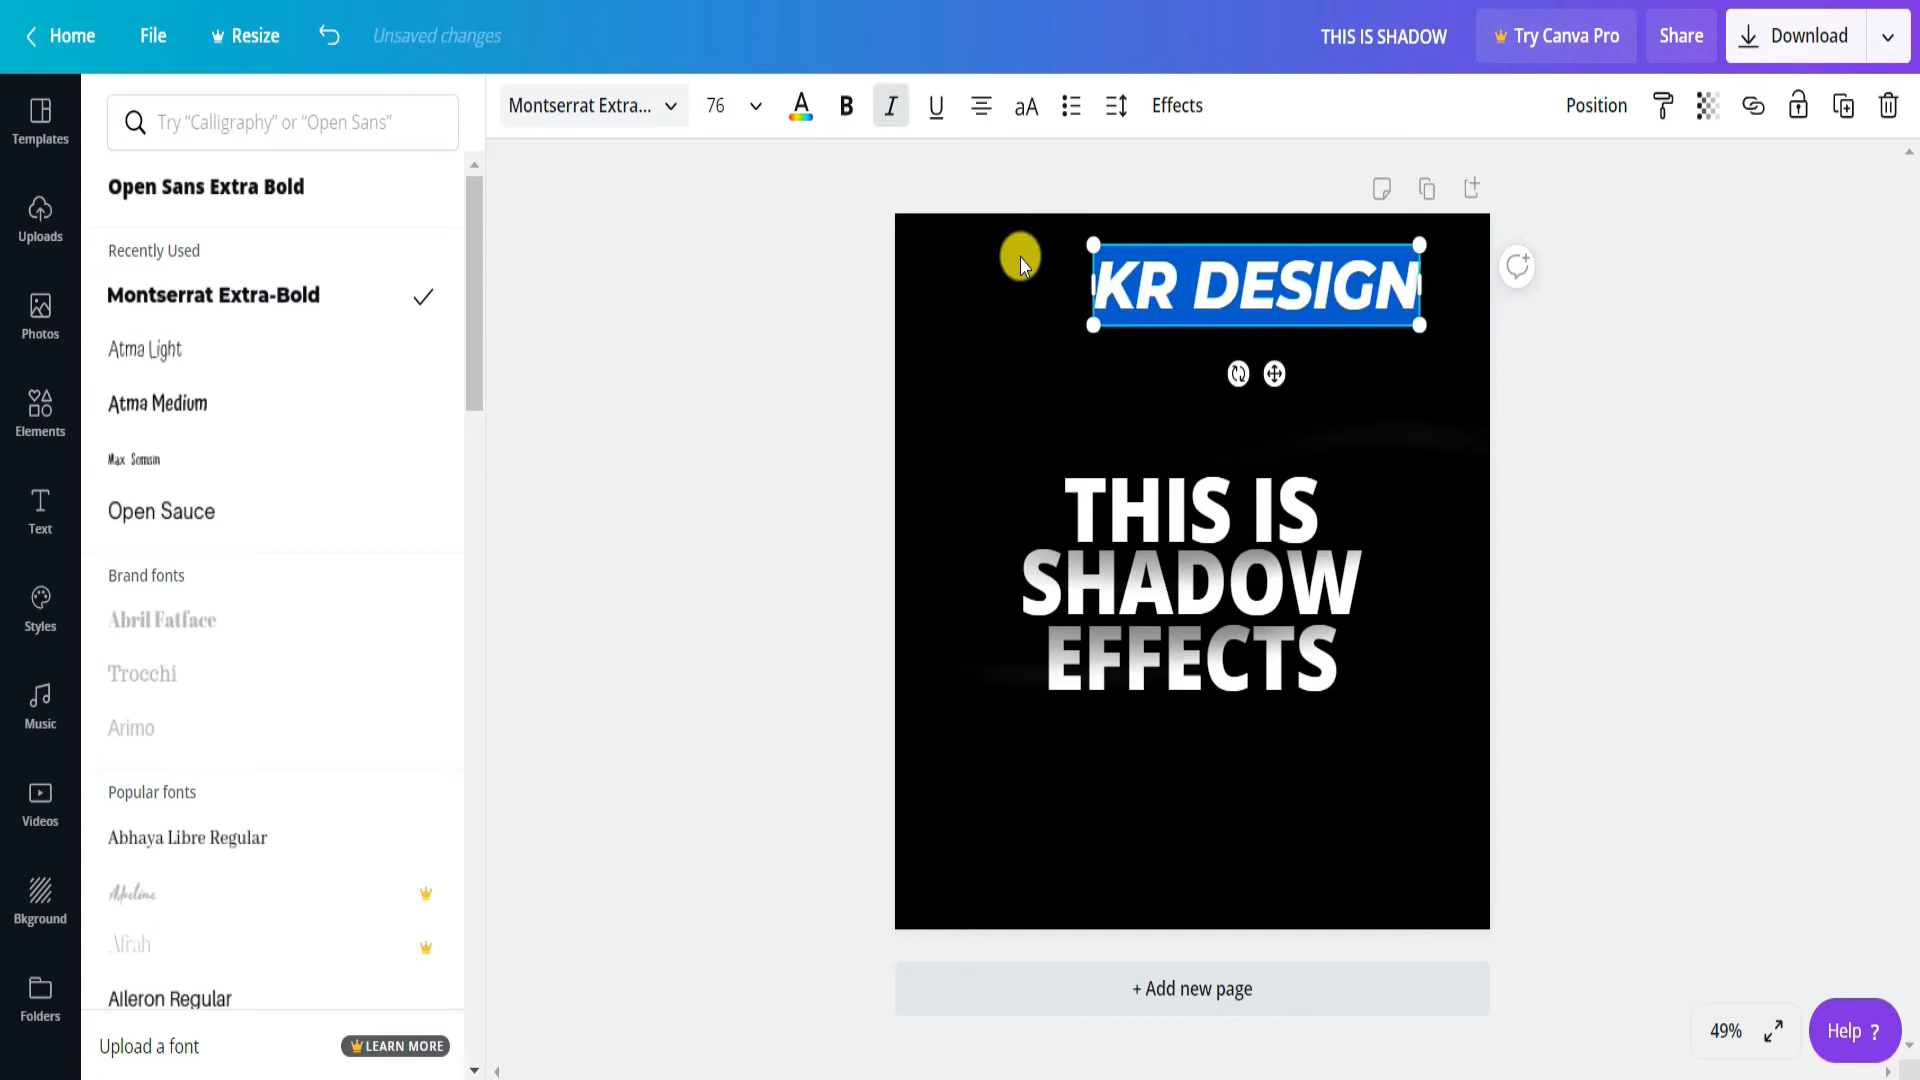 Home File Resize Unsaved changes THIS IS SHADOW Try Canva Pro Share Download
Montserrat Extra... 76 A B I U aA Effects Position
Templates
Uploads
Photos
Elements
Text
Styles
Music
Videos
Bkground
Folders
Try “Calligraphy” or “Open Sans”
Open Sans Extra Bold
Recently Used
Montserrat Extra-Bold
Atma Light
Atma Medium
Max Somsin
Open Sauce
Brand fonts
Abril Fatface
Trocchi
Arimo
Popular fonts
Abhaya Libre Regular
Afrah
Aileron Regular
Upload a font LEARN MORE
KR DESIGN
THIS IS
SHADOW
EFFECTS
+ Add new page
49% Help ?